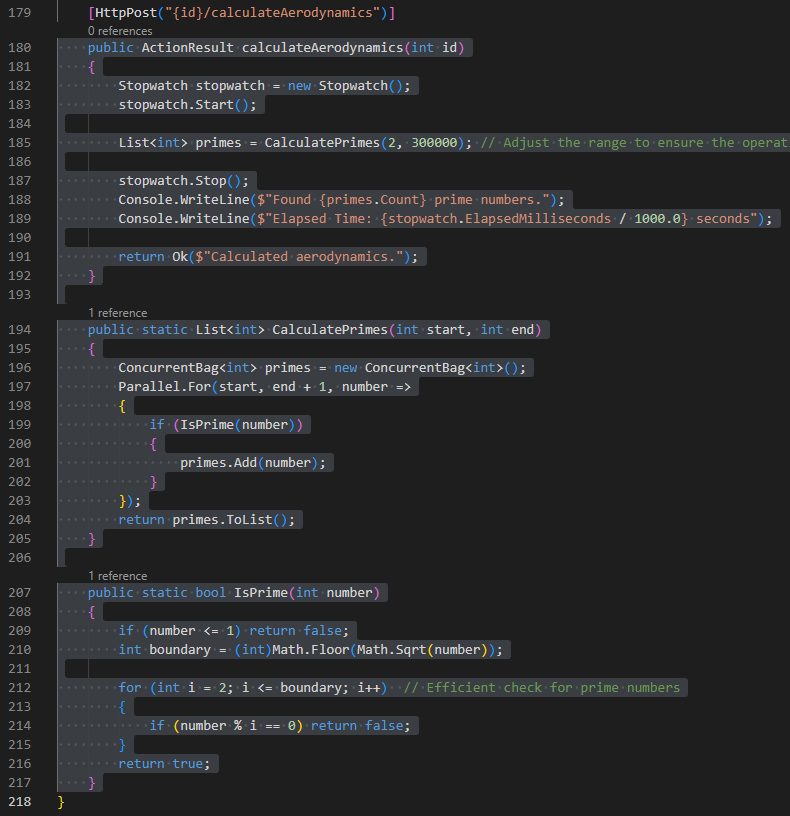 179 [HttpPost("{id}/calculateAerodynamics")]
0 references
180 public ActionResult calculateAerodynamics(int id)
181 {
182 Stopwatch stopwatch = new Stopwatch();
183 stopwatch.Start();
184
185 List<int> primes = CalculatePrimes(2, 300000); // Adjust the range to ensure the operati
186
187 stopwatch.Stop();
188 Console.WriteLine($"Found {primes.Count} prime numbers.");
189 Console.WriteLine($"Elapsed Time: {stopwatch.ElapsedMilliseconds / 1000.0} seconds");
190
191 return Ok($"Calculated aerodynamics.");
192 }
193
1 reference
194 public static List<int> CalculatePrimes(int start, int end)
195 {
196 ConcurrentBag<int> primes = new ConcurrentBag<int>();
197 Parallel.For(start, end + 1, number =>
198 {
199 if (IsPrime(number))
200 {
201 primes.Add(number);
202 }
203 });
204 return primes.ToList();
205 }
206
1 reference
207 public static bool IsPrime(int number)
208 {
209 if (number <= 1) return false;
210 int boundary = (int)Math.Floor(Math.Sqrt(number));
211
212 for (int i = 2; i <= boundary; i++) // Efficient check for prime numbers
213 {
214 if (number % i == 0) return false;
215 }
216 return true;
217 }
218 }